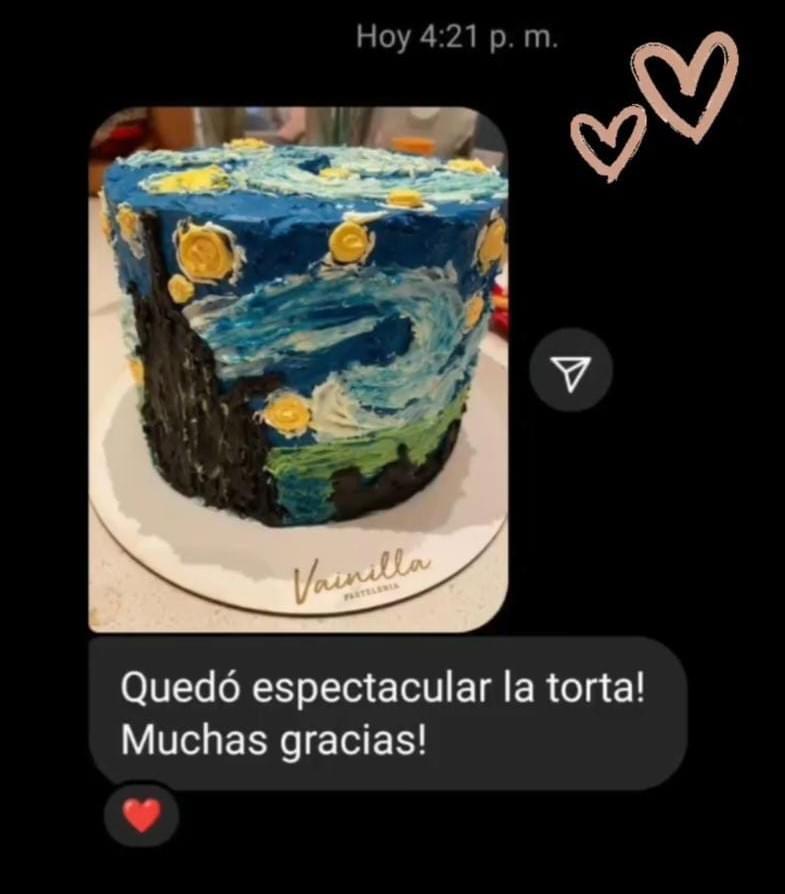 Hoy 4:21 p. m.
Vainilla
PASTELERIA
Quedó espectacular la torta!
Muchas gracias!